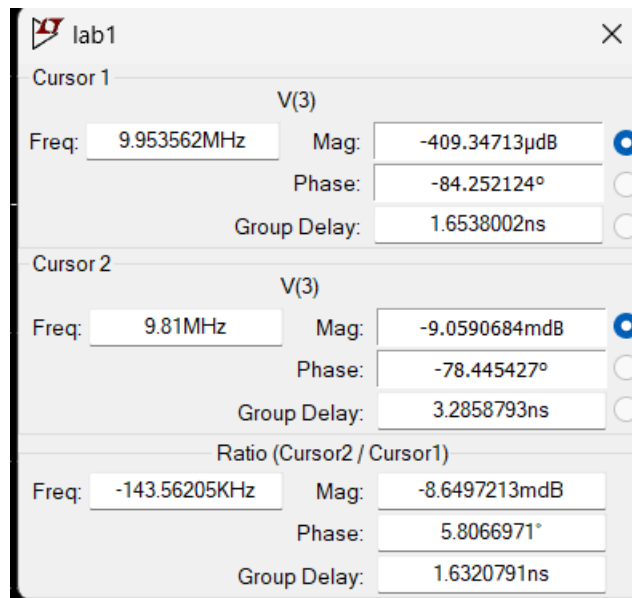 lab1
Cursor 1
V(3)
Freq: 9.953562MHz Mag: -409.34713µdB
Phase: -84.252124º
Group Delay: 1.6538002ns
Cursor 2
V(3)
Freq: 9.81MHz Mag: -9.0590684mdB
Phase: -78.445427º
Group Delay: 3.2858793ns
Ratio (Cursor2 / Cursor1)
Freq: -143.56205KHz Mag: -8.6497213mdB
Phase: 5.8066971°
Group Delay: 1.6320791ns